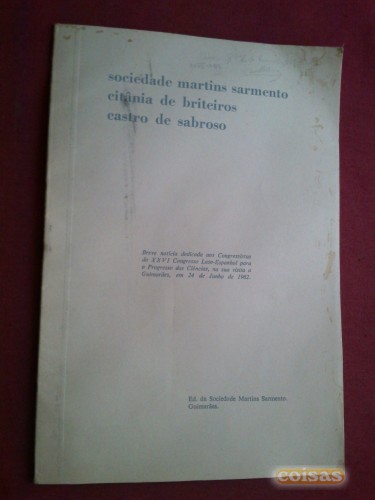 sociedade martins sarmento
citânia de briteiros
castro de sabroso
Breve notícia dedicada aos Congressistas
do XXVI Congresso Luso-Espanhol para
o Progresso das Ciências, na sua visita a
Guimarães, em 24 de Junho de 1962.
Ed. da Sociedade Martins Sarmento
Guimarães.
coisas